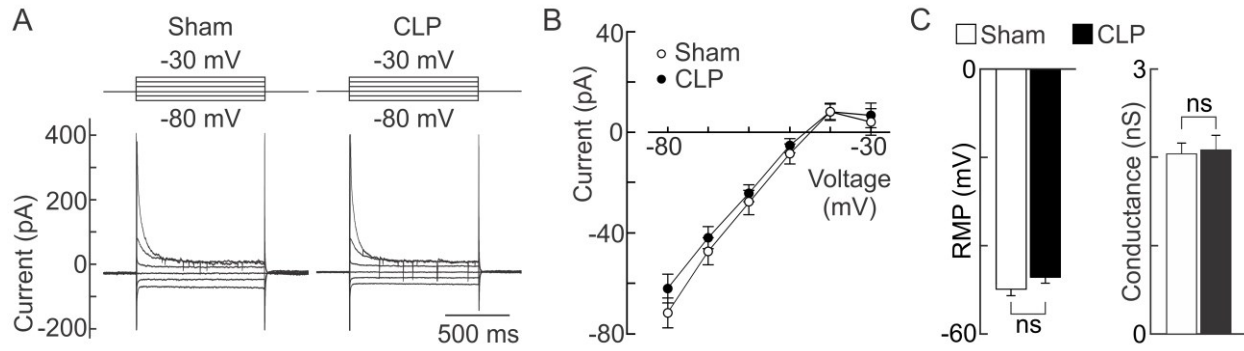 A
Sham
CLP
-30 mV
-30 mV
-80 mV
-80 mV
Current (pA)
400
200
0
-200
500 ms
B
Current (pA)
40
0
-40
-80
Sham
CLP
-80
-30
Voltage
(mV)
C
Sham
CLP
RMP (mV)
0
-60
ns
Conductance (nS)
3
0
ns